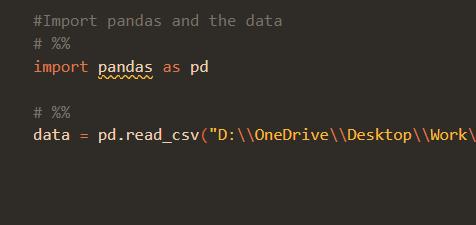 #Import pandas and the data
# %%
import pandas as pd
# %%
data = pd.read_csv("D:\\OneDrive\\Desktop\\Work\